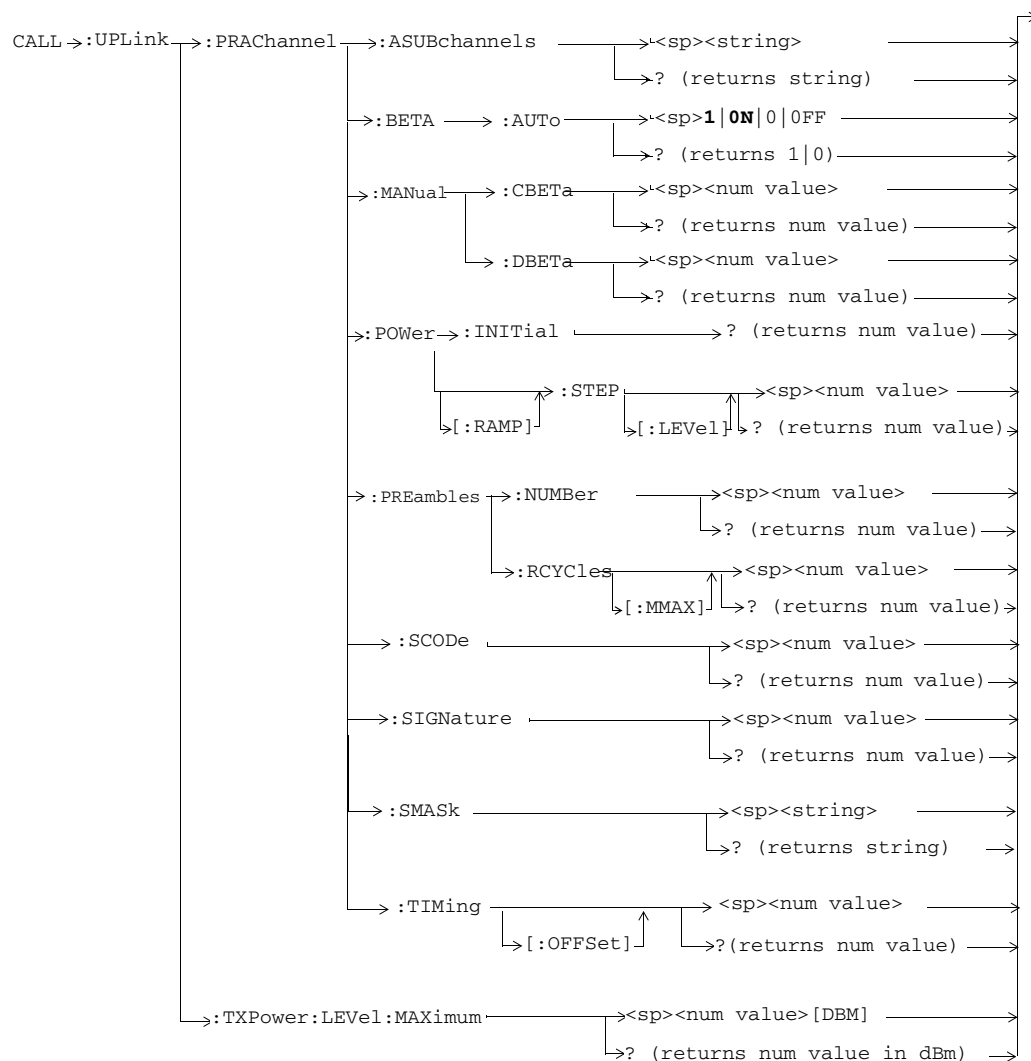 CALL :UPLink :PRAChannel :ASUBchannels <sp><string>
? (returns string)
:BETA :AUTo <sp>1|0N|0|0FF
? (returns 1|0)
:MANual :CBETa <sp><num value>
? (returns num value)
:DBETa <sp><num value>
? (returns num value)
:POWer :INITial ? (returns num value)
:STEP <sp><num value>
[:RAMP] [:LEVel] ? (returns num value)
:PREambles :NUMBer <sp><num value>
? (returns num value)
:RCYCles <sp><num value>
[:MMAX] ? (returns num value)
:SCODe <sp><num value>
? (returns num value)
:SIGNature <sp><num value>
? (returns num value)
:SMASk <sp><string>
? (returns string)
:TIMing <sp><num value>
[:OFFSet] ?(returns num value)
:TXPower:LEVel:MAXimum <sp><num value>[DBM]
? (returns num value in dBm)